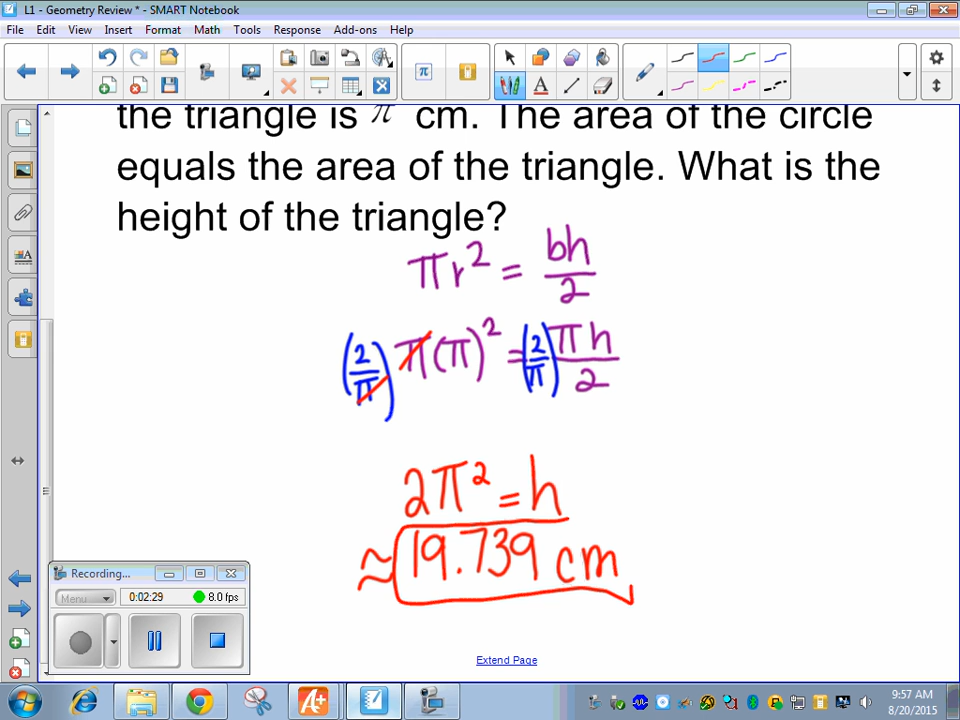 L1 - Geometry Review * - SMART Notebook
File Edit View Insert Format Math Tools Response Add-ons Help
the triangle is π cm. The area of the circle
equals the area of the triangle. What is the
height of the triangle?
πr² = bh/2
(2/π) π(π)² = (2/π) πh/2
2π² = h
≈ 19.739 cm
Recording...
Menu 0:02:29 8.0 fps
Extend Page
9:57 AM
8/20/2015